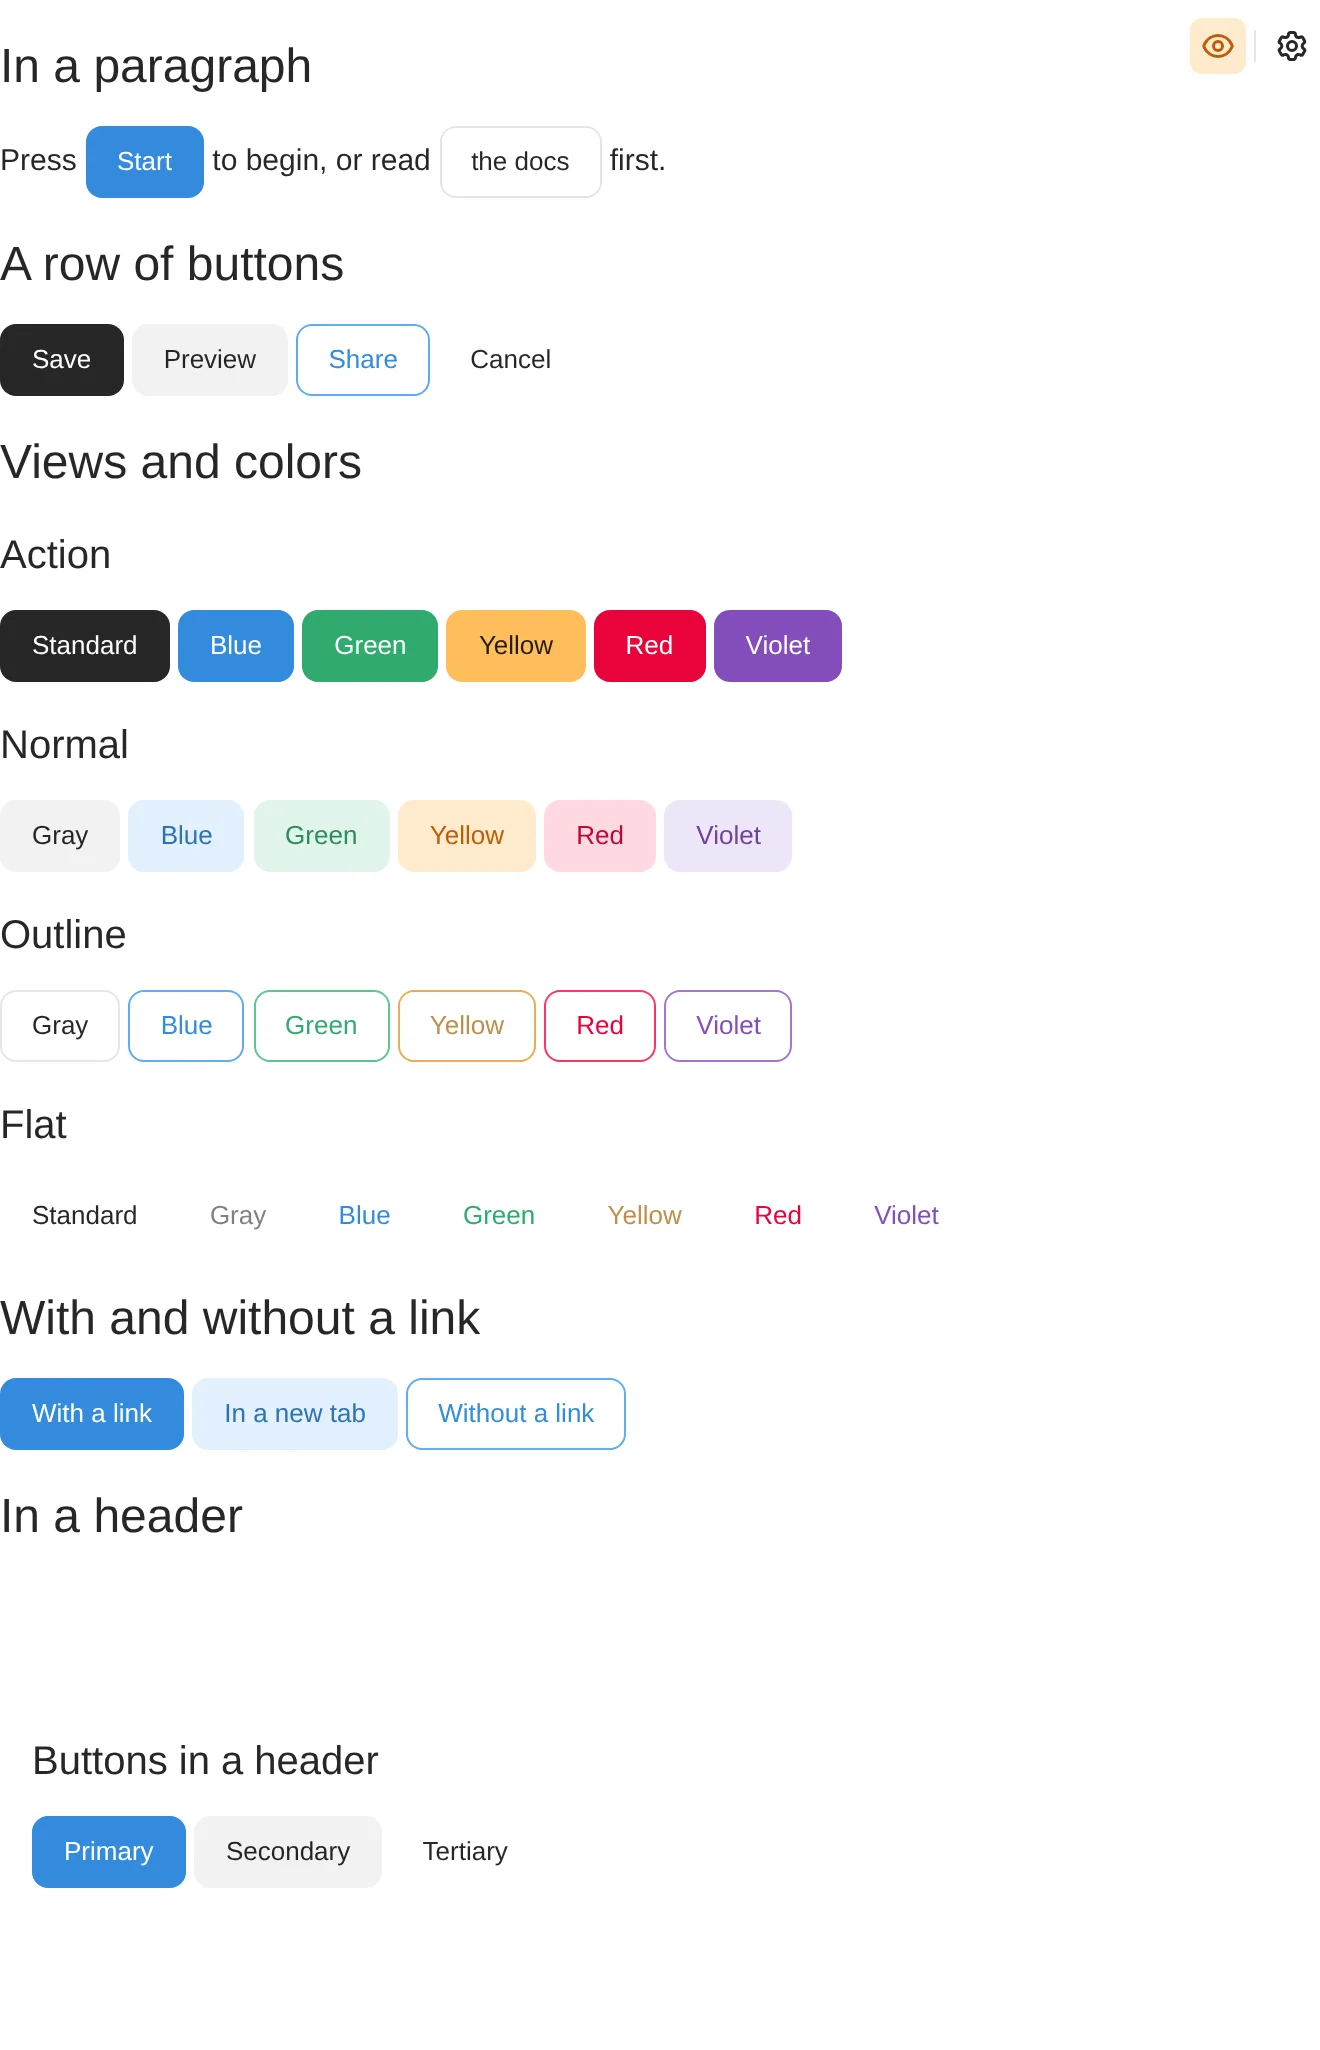 In a paragraph
Press Start to begin, or read the docs first.
A row of buttons
Save Preview Share Cancel
Views and colors
Action
Standard Blue Green Yellow Red Violet
Normal
Gray Blue Green Yellow Red Violet
Outline
Gray Blue Green Yellow Red Violet
Flat
Standard Gray Blue Green Yellow Red Violet
With and without a link
With a link In a new tab Without a link
In a header
Buttons in a header
Primary Secondary Tertiary